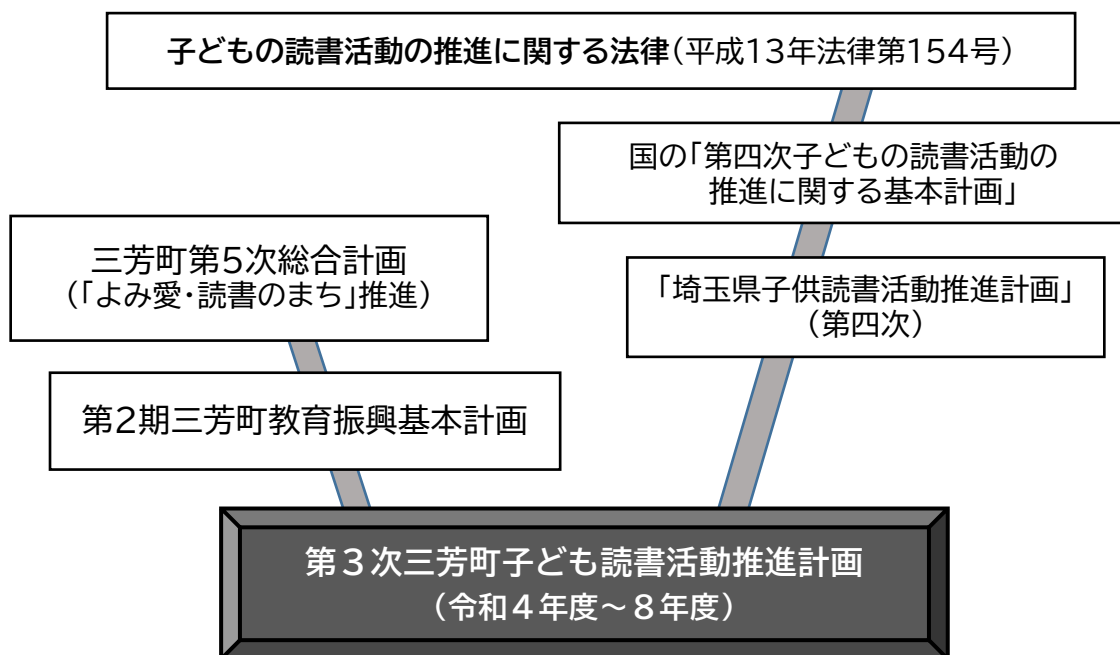 子どもの読書活動の推進に関する法律(平成13年法律第154号)
国の「第四次子どもの読書活動の
推進に関する基本計画」
三芳町第5次総合計画
(「よみ愛・読書のまち」推進)
「埼玉県子供読書活動推進計画」
(第四次)
第2期三芳町教育振興基本計画
第3次三芳町子ども読書活動推進計画
(令和4年度~8年度)